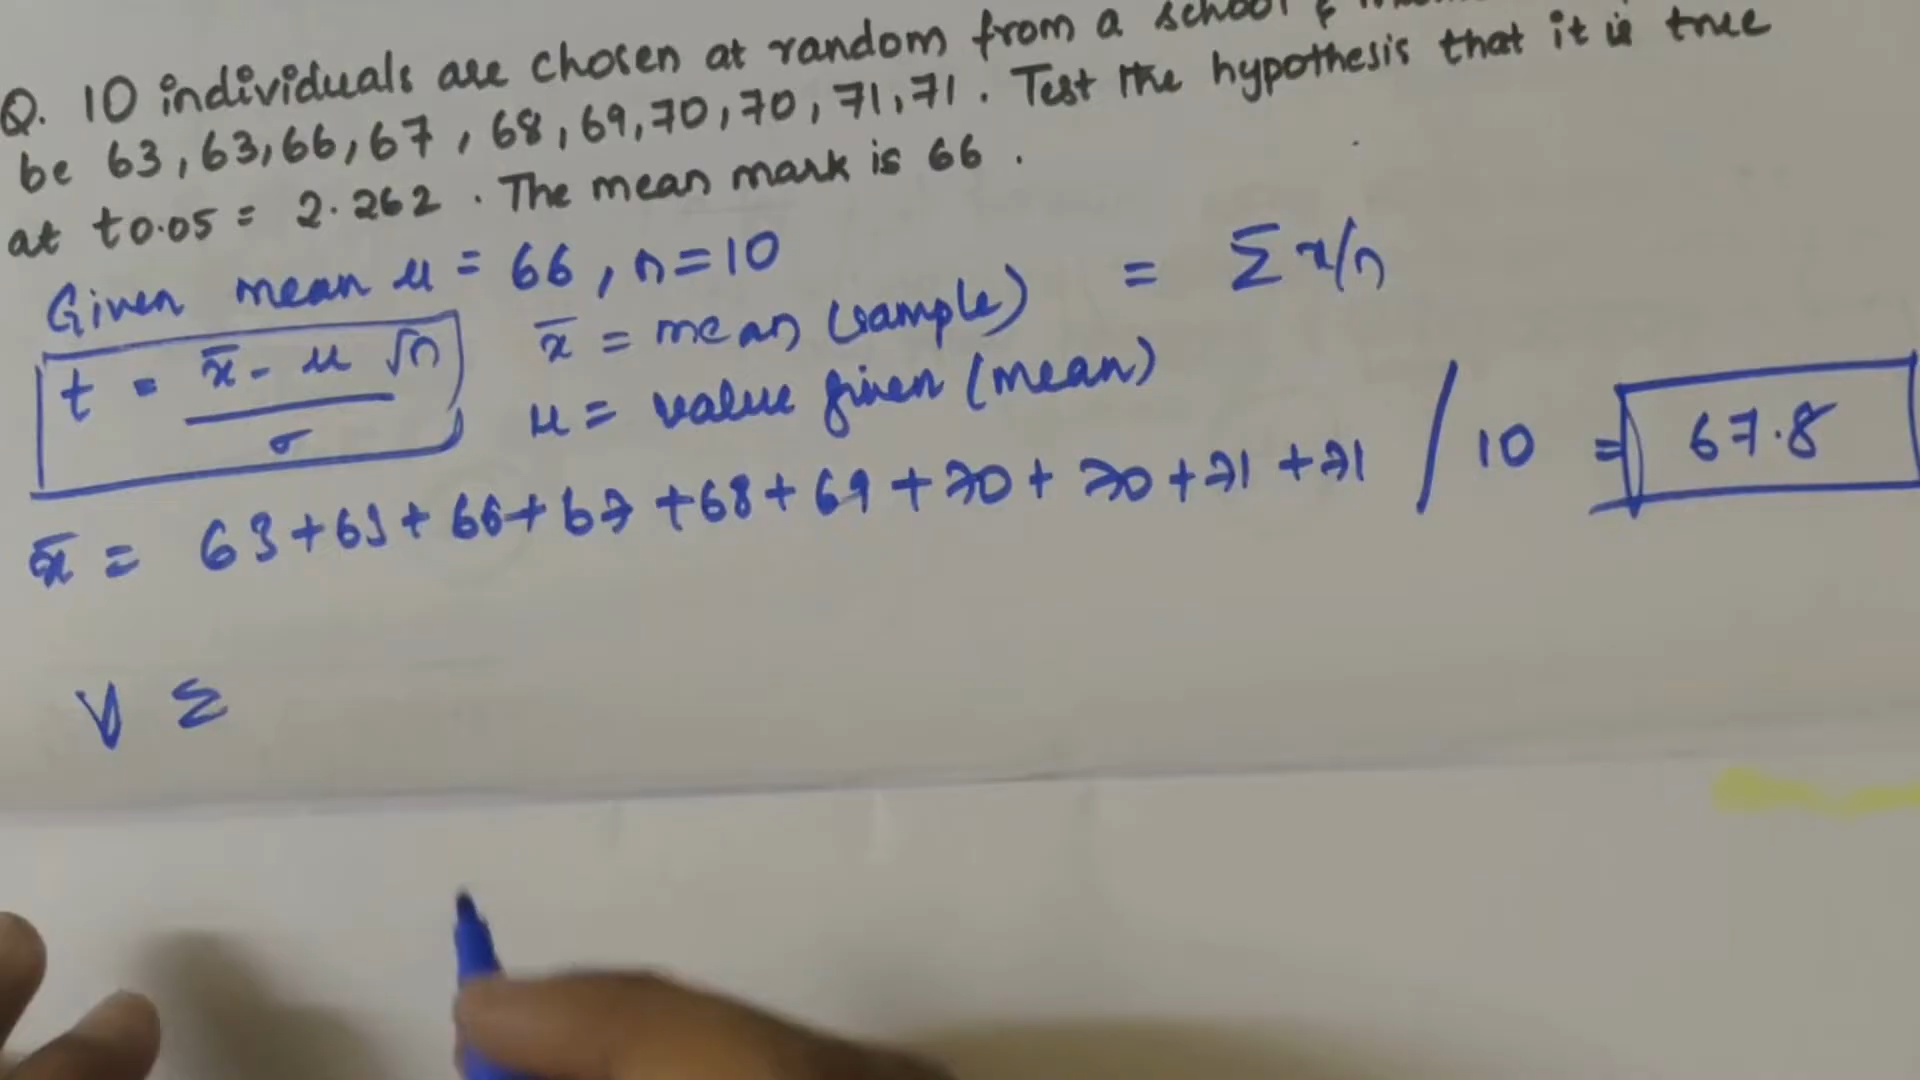 Q. 10 individuals are chosen at random from a school &
be 63, 63, 66, 67, 68, 69, 70, 70, 71, 71. Test the hypothesis that it is true
at t0.05 = 2.262. The mean mark is 66.
Given mean μ = 66, n=10
t = x̄ - μ √n / σ
x̄ = mean (sample) = Σ x/n
μ = value given (mean)
x̄ = 63+63+66+67+68+69+70+70+71+71 / 10 = 67.8
V Σ